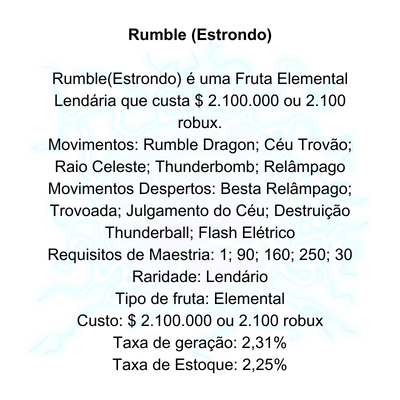 Rumble (Estrondo)
Rumble(Estrondo) é uma Fruta Elemental
Lendária que custa $ 2.100.000 ou 2.100
robux.
Movimentos: Rumble Dragon; Céu Trovão;
Raio Celeste; Thunderbomb; Relâmpago
Movimentos Despertos: Besta Relâmpago;
Trovoada; Julgamento do Céu; Destruição
Thunderball; Flash Elétrico
Requisitos de Maestria: 1; 90; 160; 250; 30
Raridade: Lendário
Tipo de fruta: Elemental
Custo: $ 2.100.000 ou 2.100 robux
Taxa de geração: 2,31%
Taxa de Estoque: 2,25%